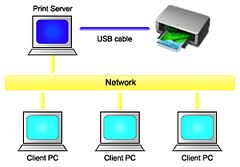 Print Server
USB cable
Network
Client PC
Client PC
Client PC